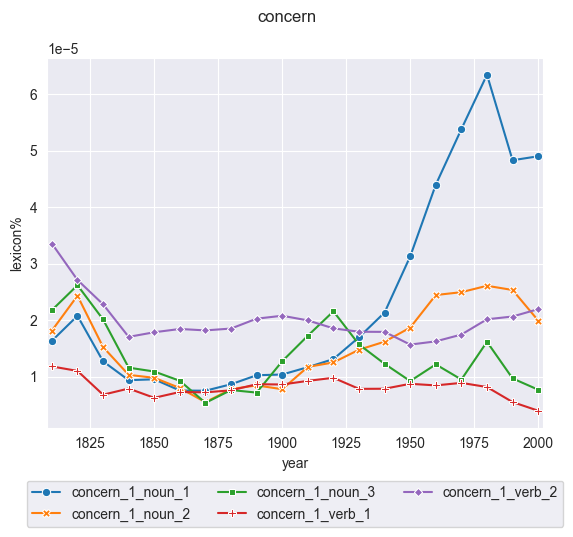 concern
1e−5
6
5
4
3
2
1
lexicon%
1825 1850 1875 1900 1925 1950 1975 2000
year
concern_1_noun_1 concern_1_noun_3 concern_1_verb_2
concern_1_noun_2 concern_1_verb_1